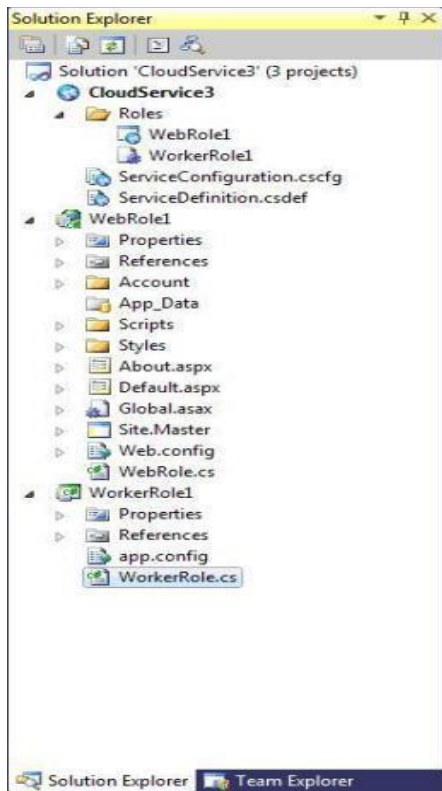 Solution Explorer
Solution 'CloudService3' (3 projects)
CloudService3
Roles
WebRole1
WorkerRole1
ServiceConfiguration.cscfg
ServiceDefinition.csdef
WebRole1
Properties
References
Account
App_Data
Scripts
Styles
About.aspx
Default.aspx
Global.asax
Site.Master
Web.config
WebRole.cs
WorkerRole1
Properties
References
app.config
WorkerRole.cs
Solution Explorer Team Explorer